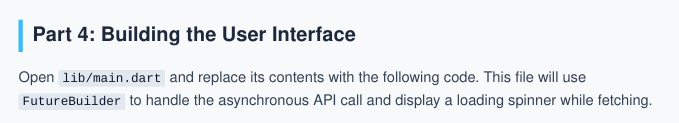 Part 4: Building the User Interface
Open lib/main.dart and replace its contents with the following code. This file will use
FutureBuilder to handle the asynchronous API call and display a loading spinner while fetching.